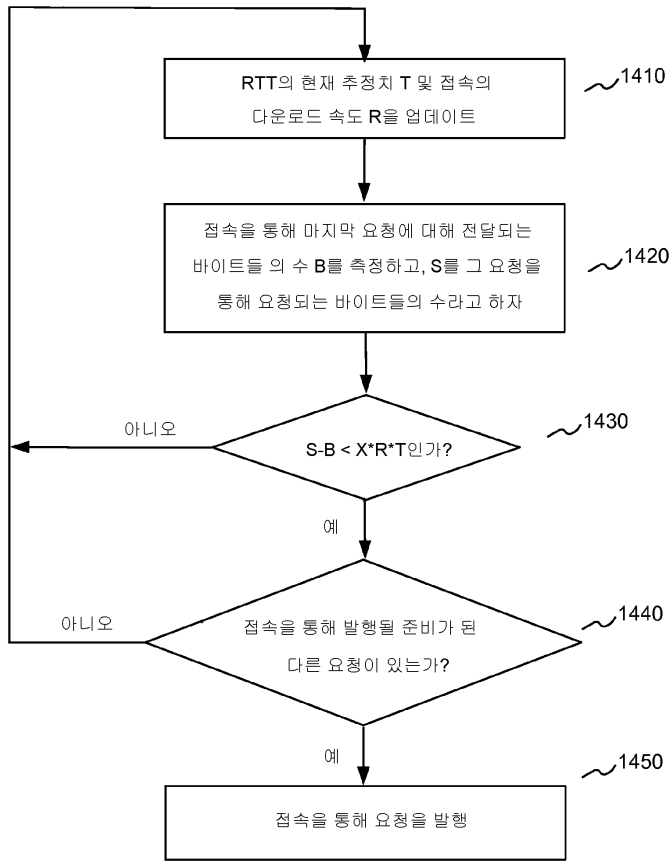 RTT의 현재 추정치 T 및 접속의
다운로드 속도 R을 업데이트
1410
접속을 통해 마지막 요청에 대해 전달되는
바이트들 의 수 B를 측정하고, S를 그 요청을
통해 요청되는 바이트들의 수라고 하자
1420
아니오
S-B < X*R*T인가?
1430
예
아니오
접속을 통해 발행될 준비가 된
다른 요청이 있는가?
1440
예
접속을 통해 요청을 발행
1450